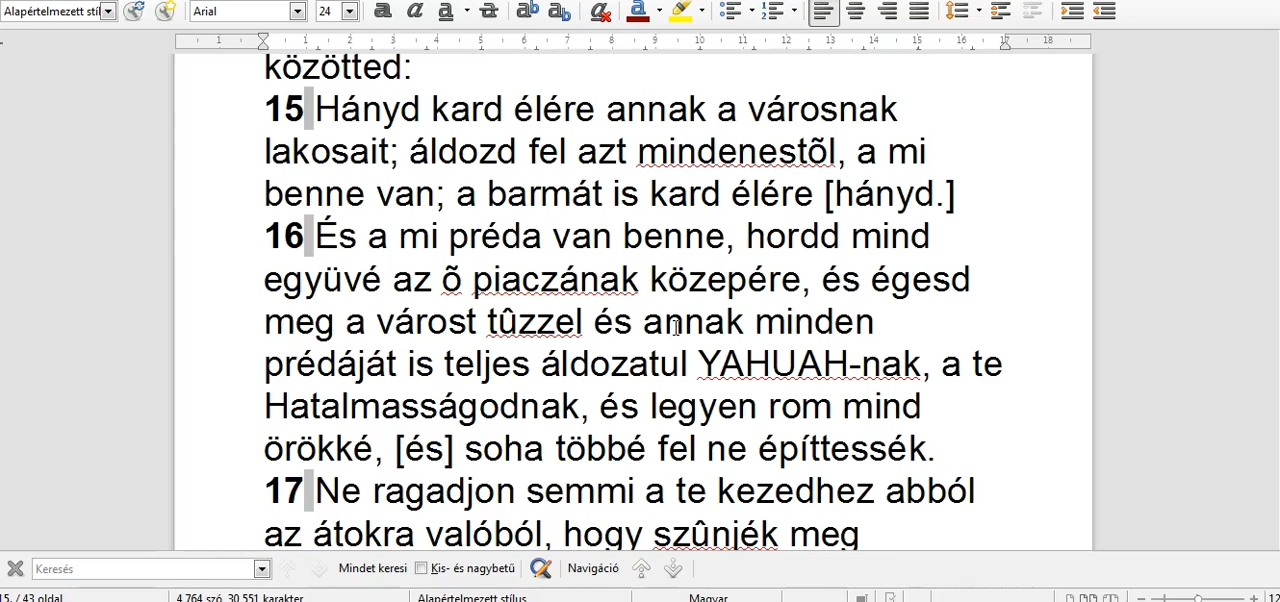 Értelmezett stíl Arial 24
1 1 2 3 4 5 6 7 8 9 10 11 12 13 14 15 16 17 18
közötted:
15 Hányd kard élére annak a városnak
lakosait; áldozd fel azt mindenestõl, a mi
benne van; a barmát is kard élére [hányd.]
16 És a mi préda van benne, hordd mind
együvé az õ piaczának közepére, és égesd
meg a várost tûzzel és annak minden
prédáját is teljes áldozatul YAHUAH-nak, a te
Hatalmasságodnak, és legyen rom mind
örökké, [és] soha többé fel ne építtessék.
17 Ne ragadjon semmi a te kezedhez abból
az átokra valóból, hogy szûnjék meg
Keresés Mindet keresi Kis- és nagybetű Navigáció
15. / 43 oldal 4 764 szó, 30 551 karakter Alapértelmezett stílus Magyar 12